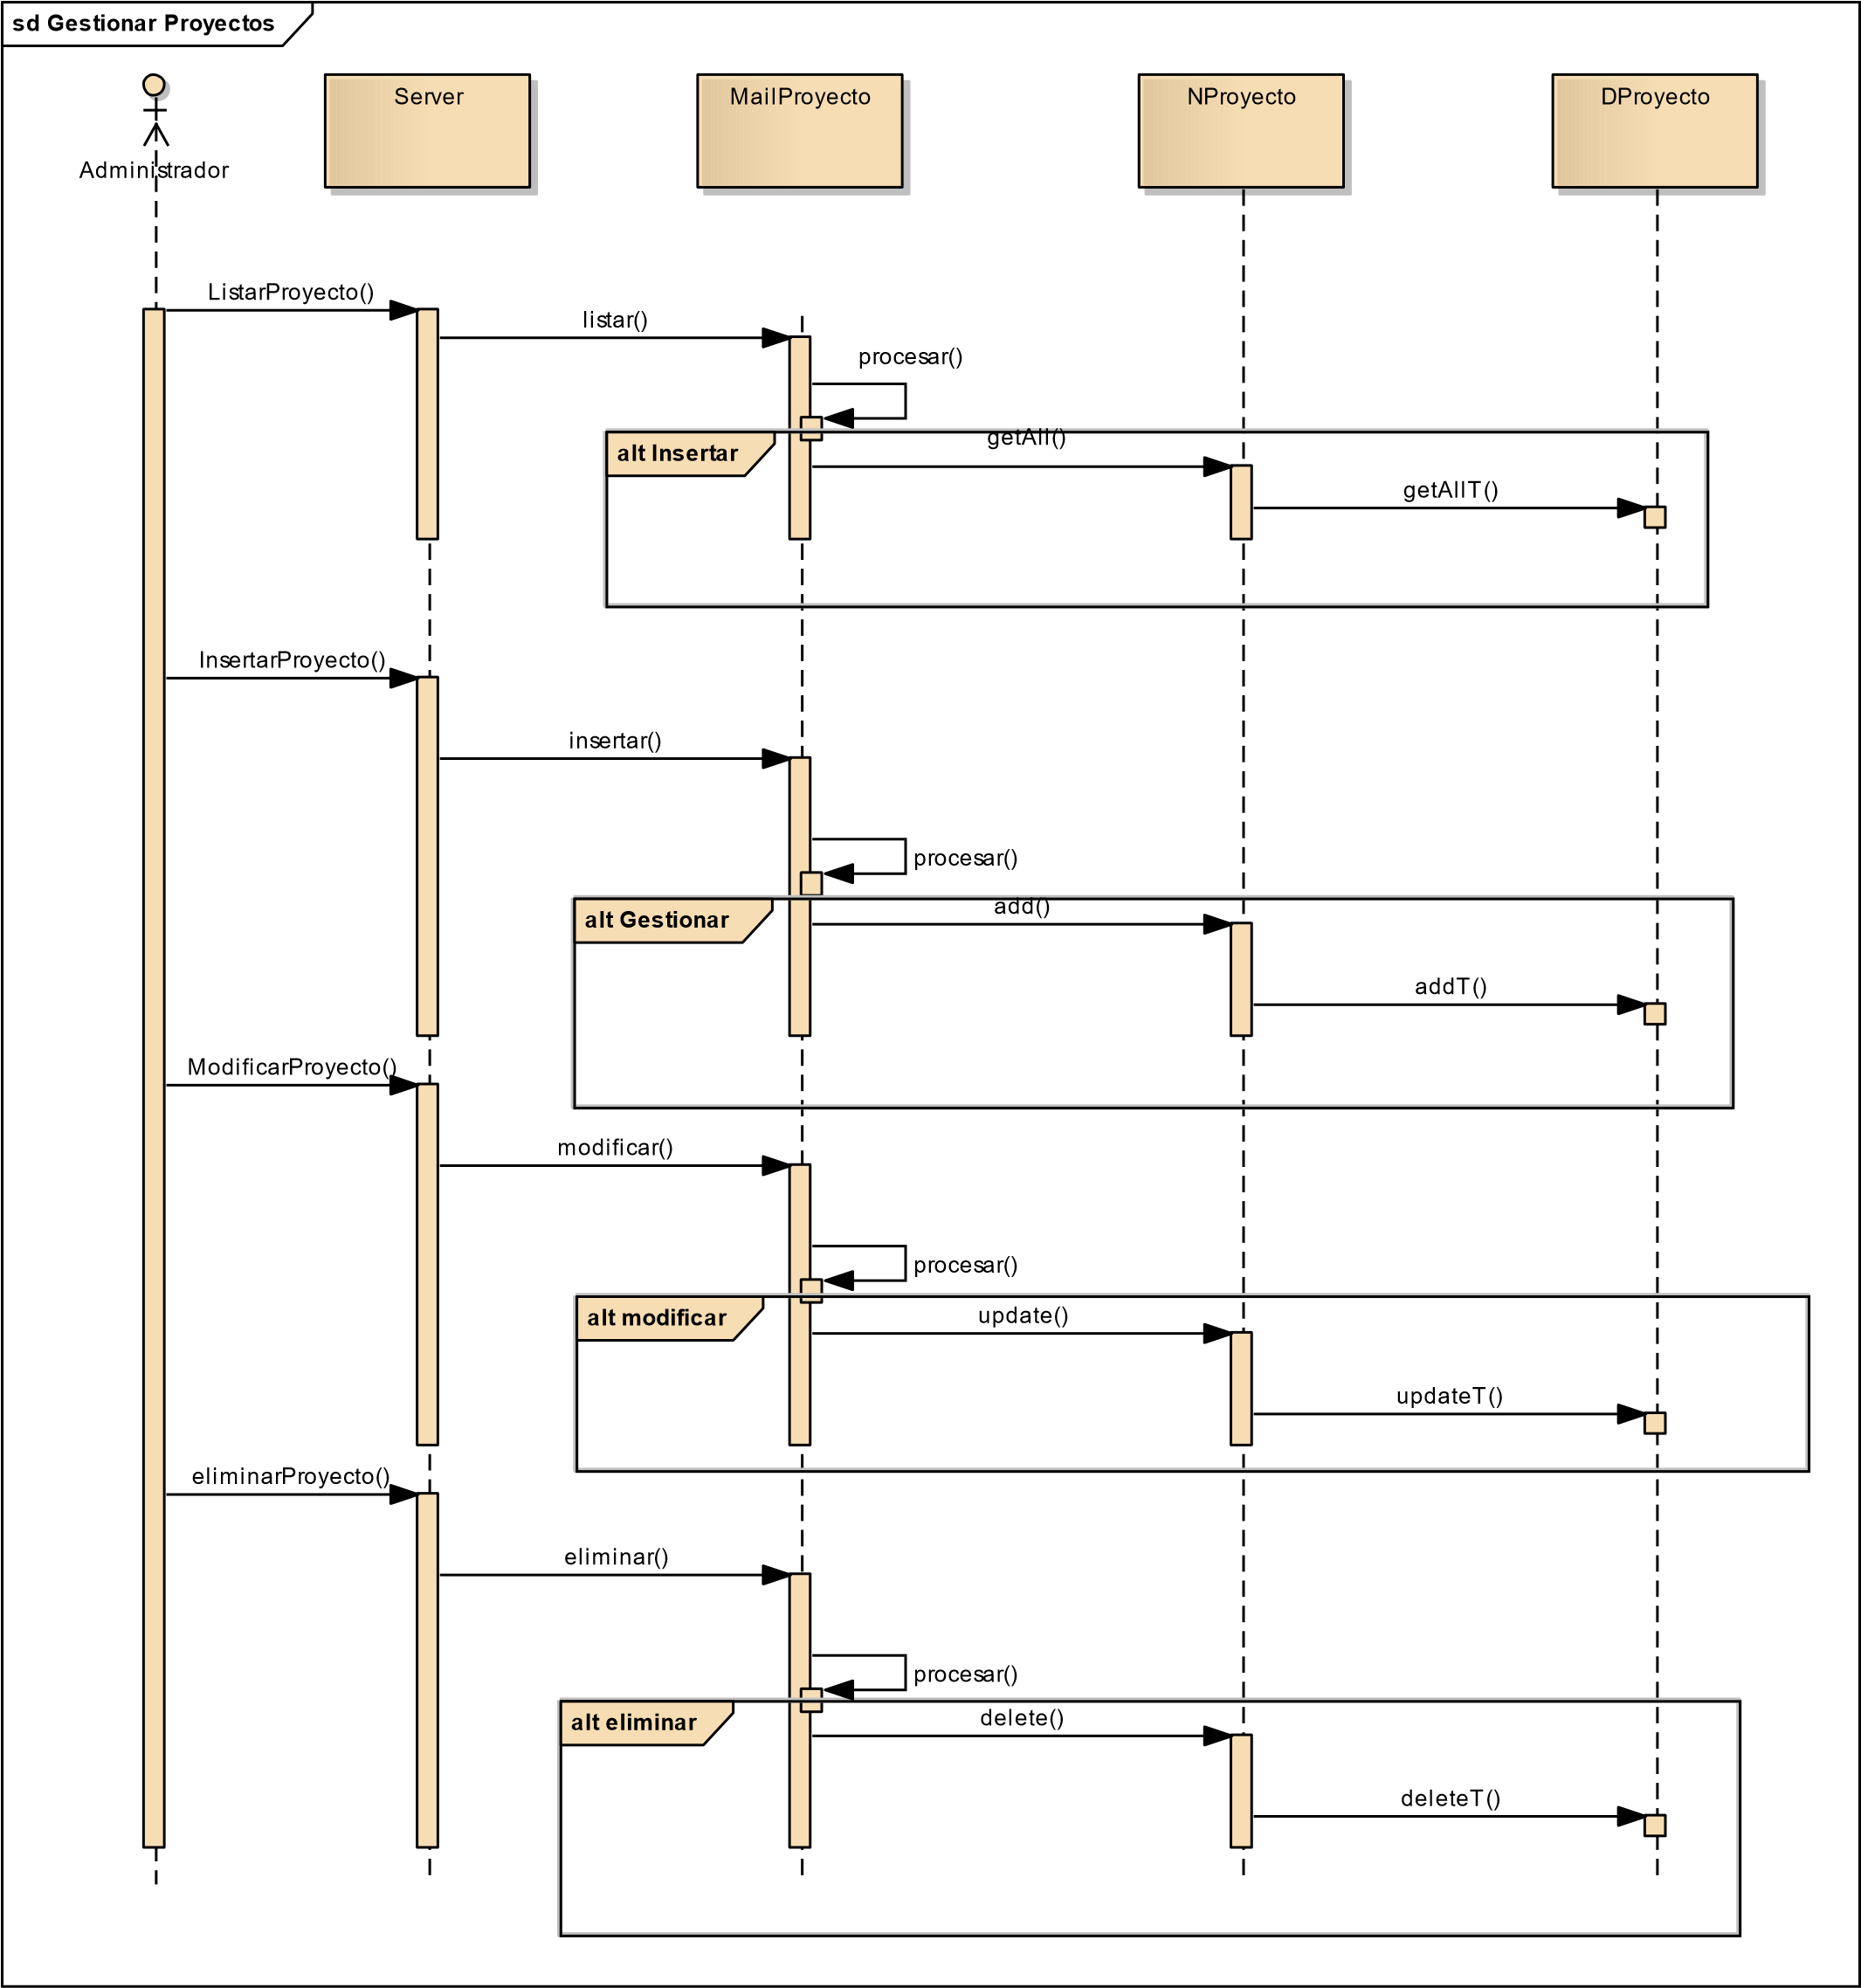 sd Gestionar Proyectos
Administrador
Server
MailProyecto
NProyecto
DProyecto
ListarProyecto()
listar()
procesar()
alt Insertar
getAll()
getAllT()
InsertarProyecto()
insertar()
procesar()
alt Gestionar
add()
addT()
ModificarProyecto()
modificar()
procesar()
alt modificar
update()
updateT()
eliminarProyecto()
eliminar()
procesar()
alt eliminar
delete()
deleteT()